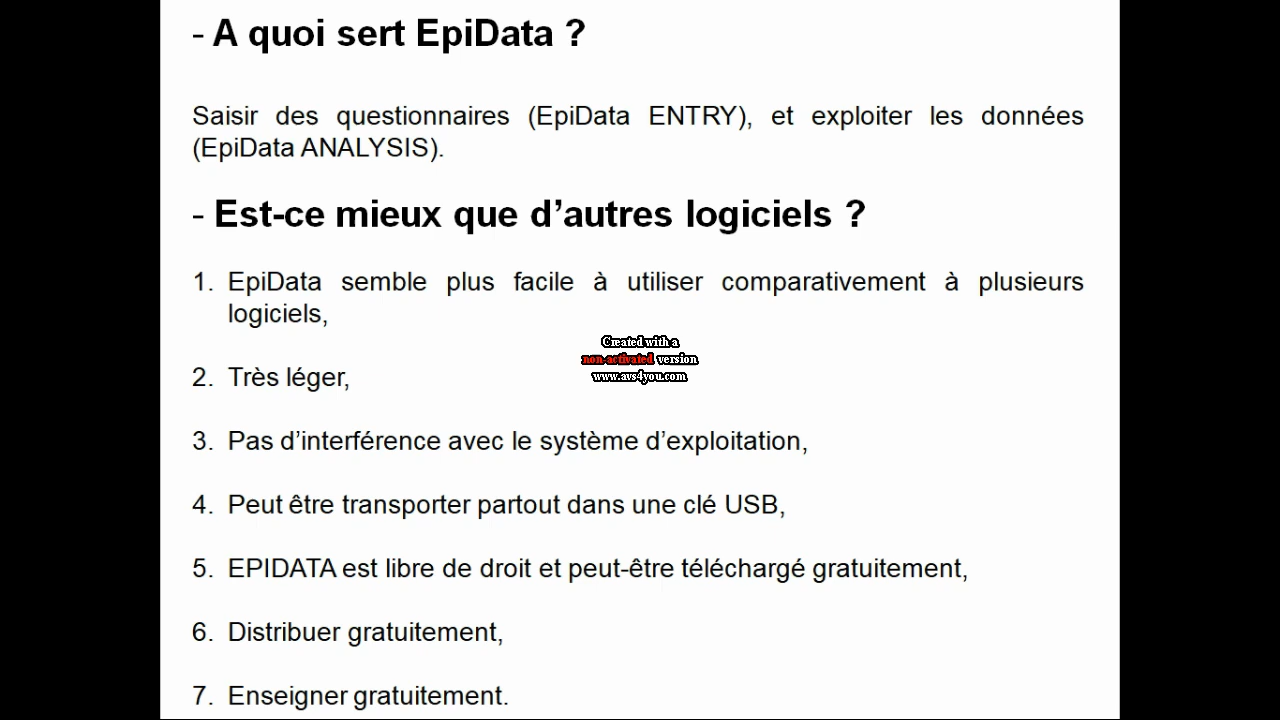 - A quoi sert EpiData ?
Saisir des questionnaires (EpiData ENTRY), et exploiter les données
(EpiData ANALYSIS).
- Est-ce mieux que d’autres logiciels ?
1. EpiData semble plus facile à utiliser comparativement à plusieurs
logiciels,
Created with a
non-activated version
www.avs4you.com
2. Très léger,
3. Pas d’interférence avec le système d’exploitation,
4. Peut être transporter partout dans une clé USB,
5. EPIDATA est libre de droit et peut-être téléchargé gratuitement,
6. Distribuer gratuitement,
7. Enseigner gratuitement.